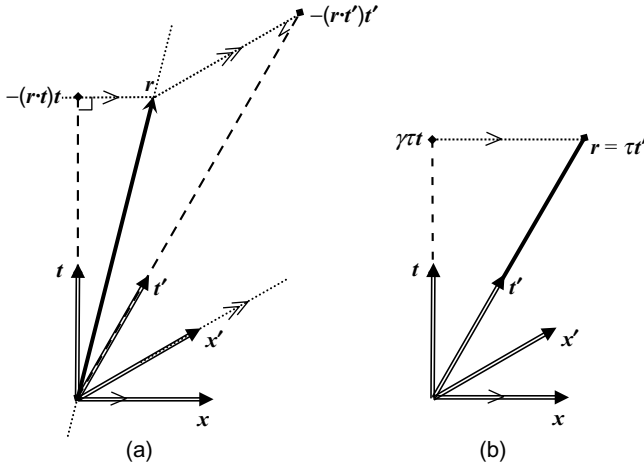 −(r·t′)t′
−(r·t)t
r
γτt
r = τt′
t
t′
x′
x
t
t′
x′
x
(a)
(b)